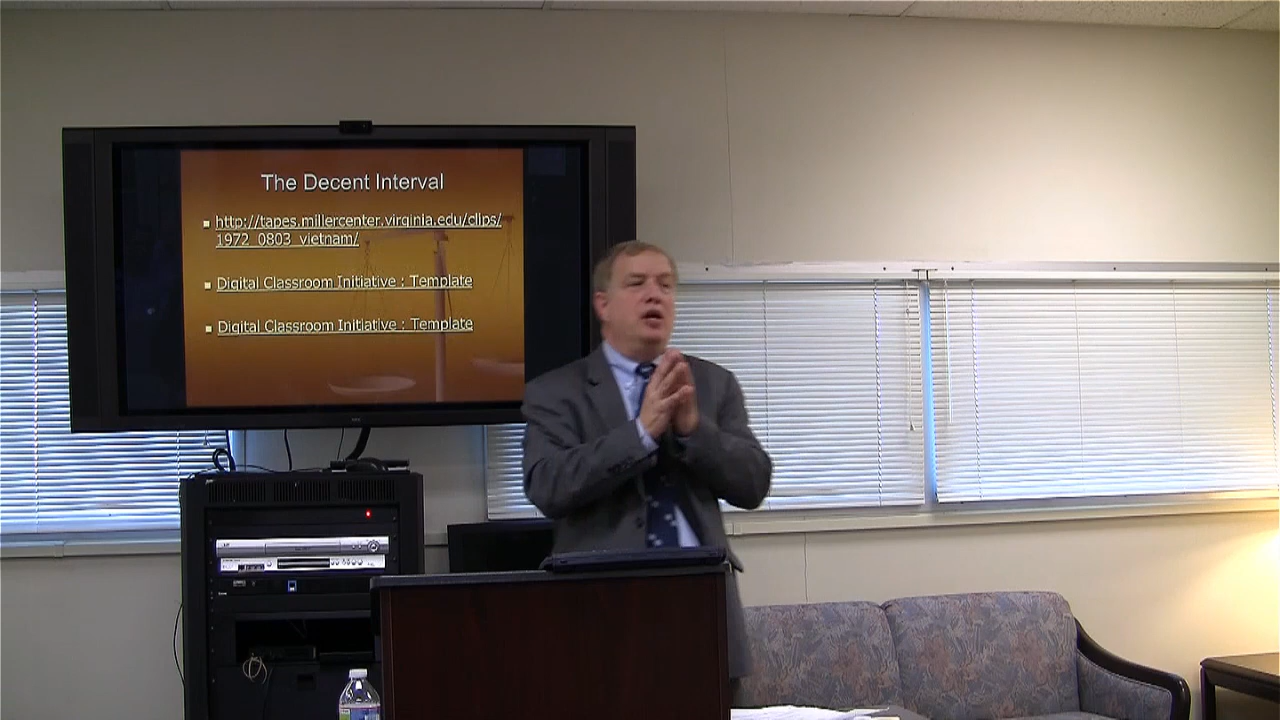 The Decent Interval
http://tapes.millercenter.virginia.edu/clips/
1972_0803_vietnam/
Digital Classroom Initiative : Template
Digital Classroom Initiative : Template